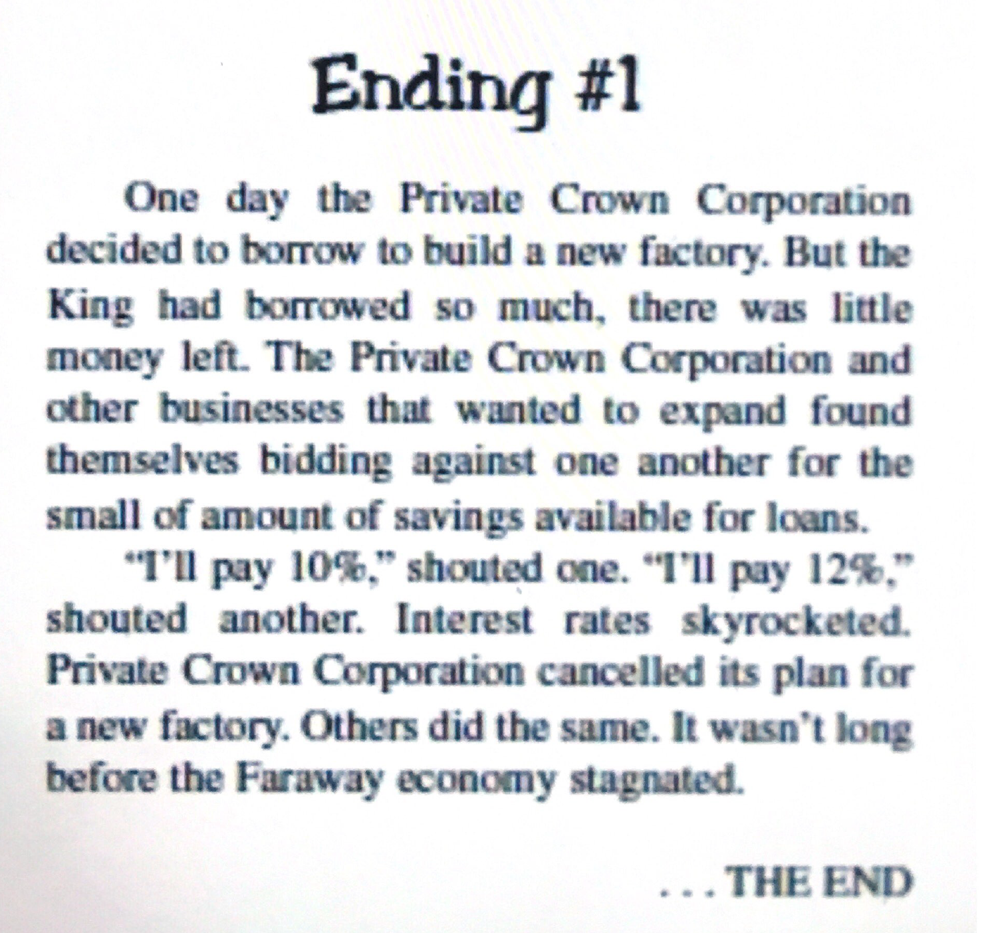 Ending #1
One day the Private Crown Corporation
decided to borrow to build a new factory. But the
King had borrowed so much, there was little
money left. The Private Crown Corporation and
other businesses that wanted to expand found
themselves bidding against one another for the
small of amount of savings available for loans.
“I’ll pay 10%,” shouted one. “I’ll pay 12%,”
shouted another. Interest rates skyrocketed.
Private Crown Corporation cancelled its plan for
a new factory. Others did the same. It wasn’t long
before the Faraway economy stagnated.
. . . THE END